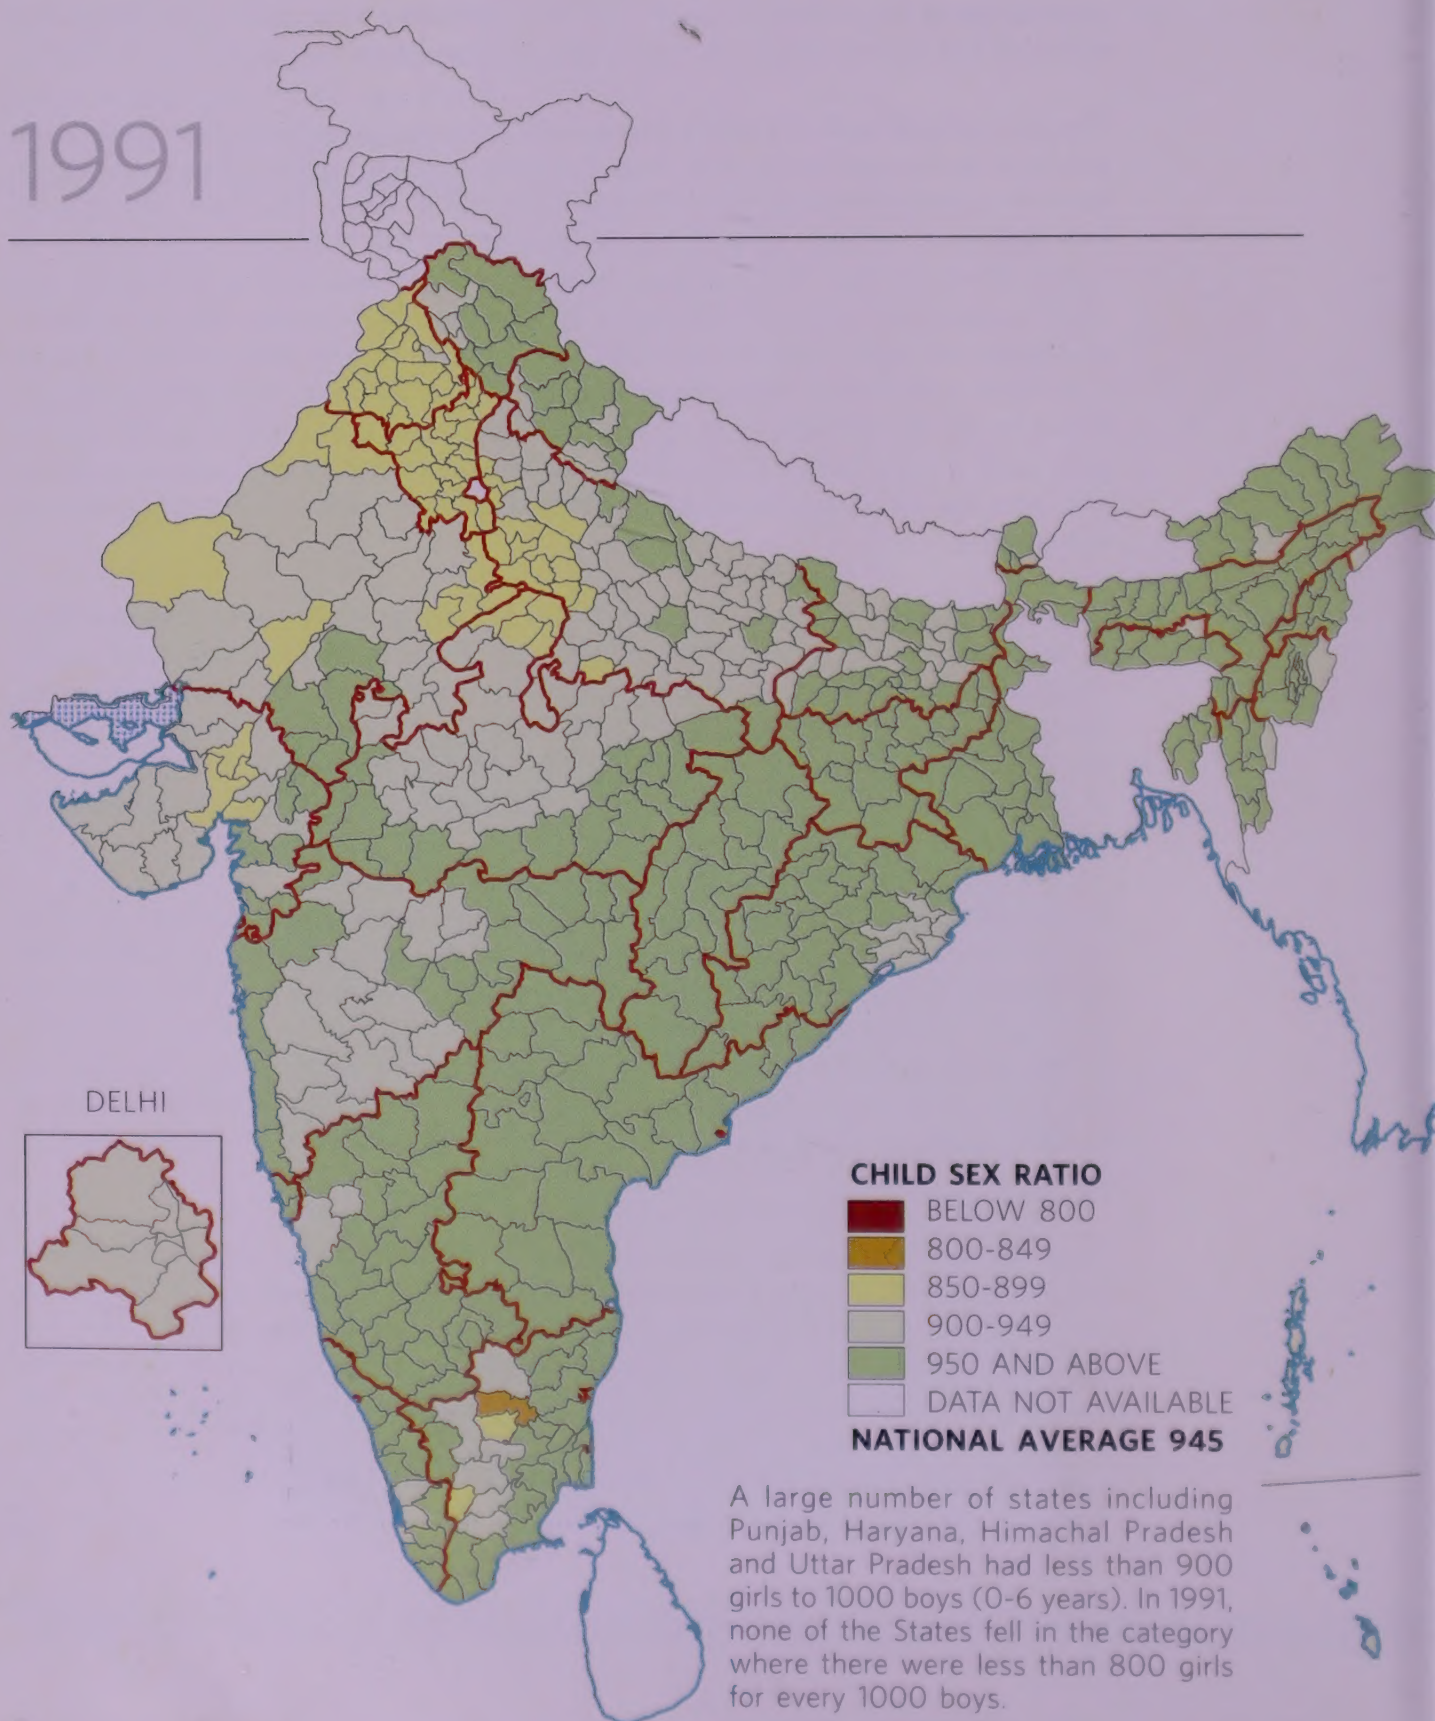 1991
DELHI
CHILD SEX RATIO
BELOW 800
800-849
850-899
900-949
950 AND ABOVE
DATA NOT AVAILABLE
NATIONAL AVERAGE 945
A large number of states including
Punjab, Haryana, Himachal Pradesh
and Uttar Pradesh had less than 900
girls to 1000 boys (0-6 years). In 1991,
none of the States fell in the category
where there were less than 800 girls
for every 1000 boys.